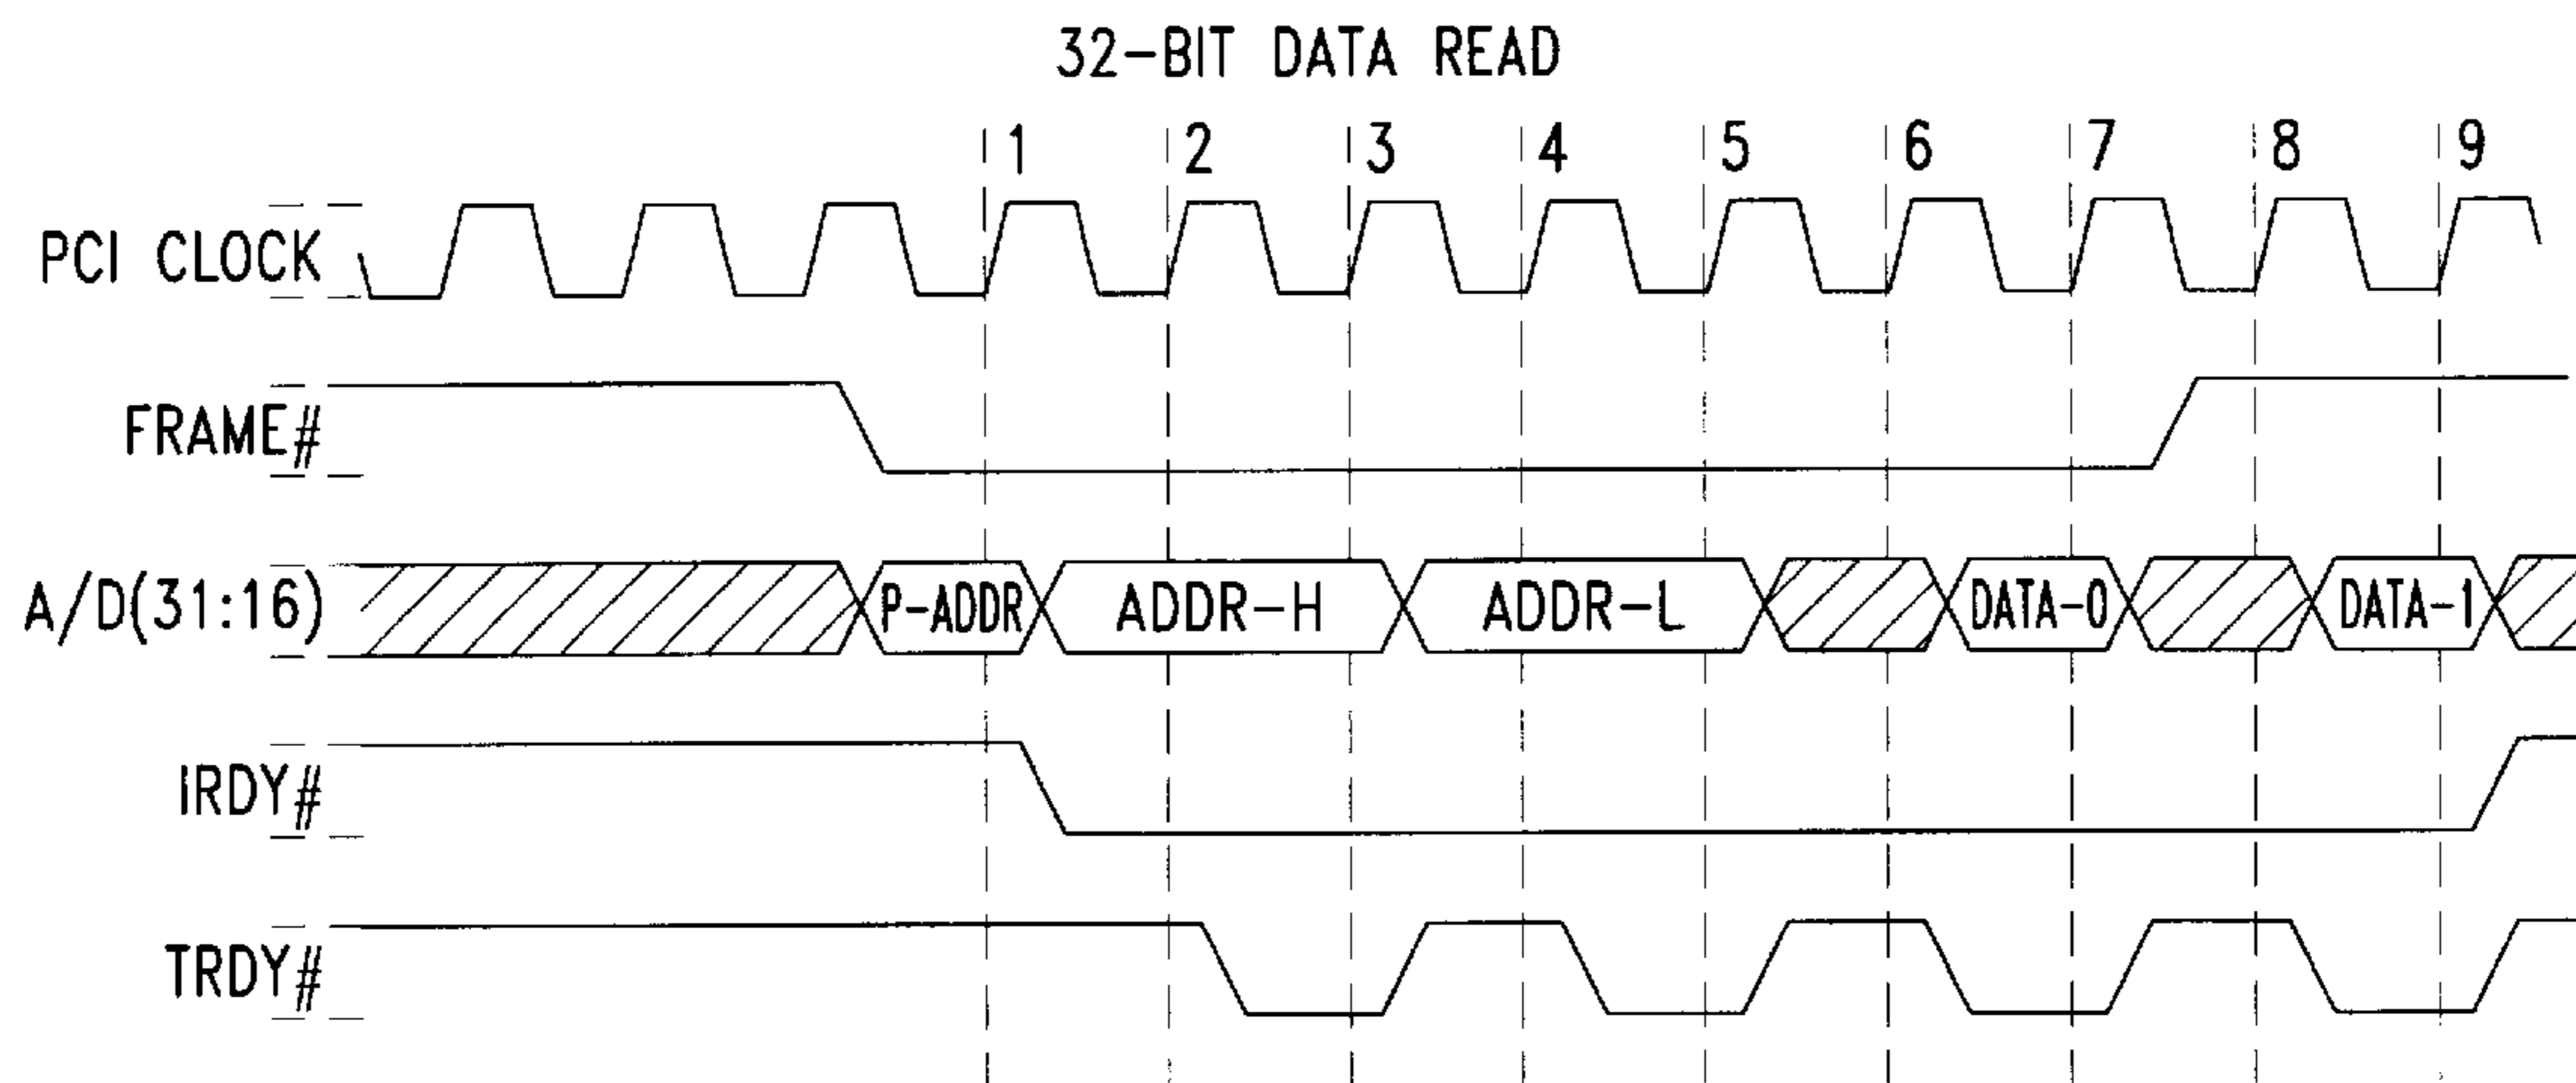 32-BIT DATA READ
1 2 3 4 5 6 7 8 9
PCI CLOCK
FRAME#
A/D(31:16) P-ADDR ADDR-H ADDR-L DATA-0 DATA-1
IRDY#
TRDY#